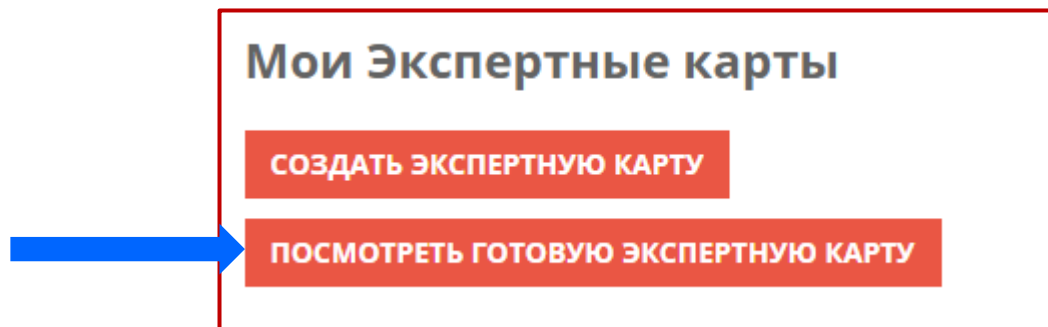 Мои Экспертные карты
СОЗДАТЬ ЭКСПЕРТНУЮ КАРТУ
ПОСМОТРЕТЬ ГОТОВУЮ ЭКСПЕРТНУЮ КАРТУ